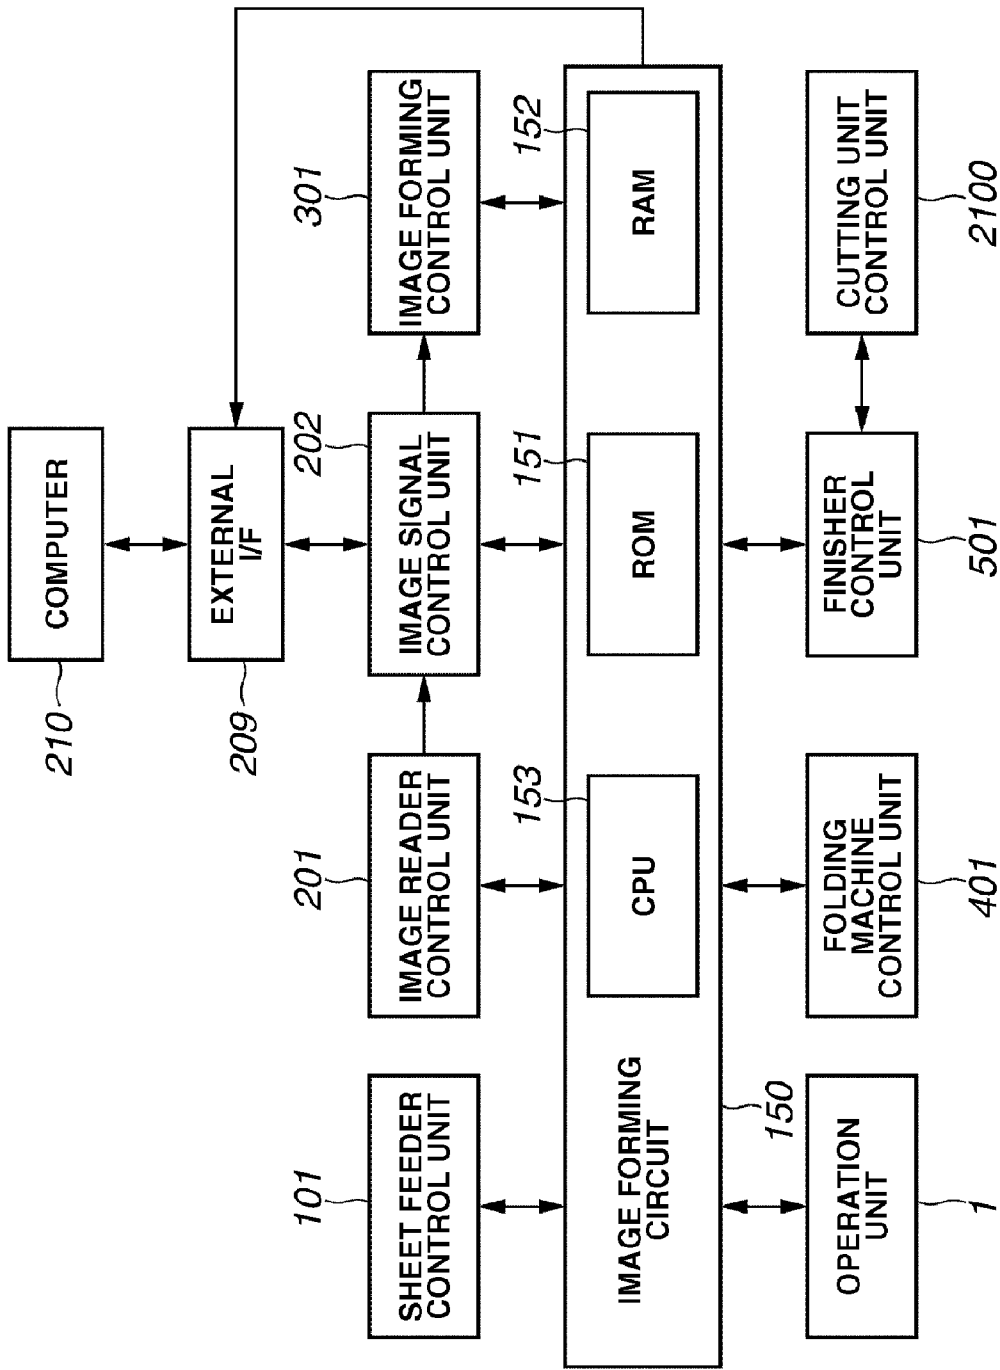 210
COMPUTER
209
EXTERNAL
I/F
101
SHEET FEEDER
CONTROL UNIT
201
IMAGE READER
CONTROL UNIT
202
IMAGE SIGNAL
CONTROL UNIT
301
IMAGE FORMING
CONTROL UNIT
IMAGE FORMING
CIRCUIT
150
153
CPU
151
ROM
152
RAM
OPERATION
UNIT
1
FOLDING
MACHINE
CONTROL UNIT
401
FINISHER
CONTROL
UNIT
501
CUTTING UNIT
CONTROL UNIT
2100